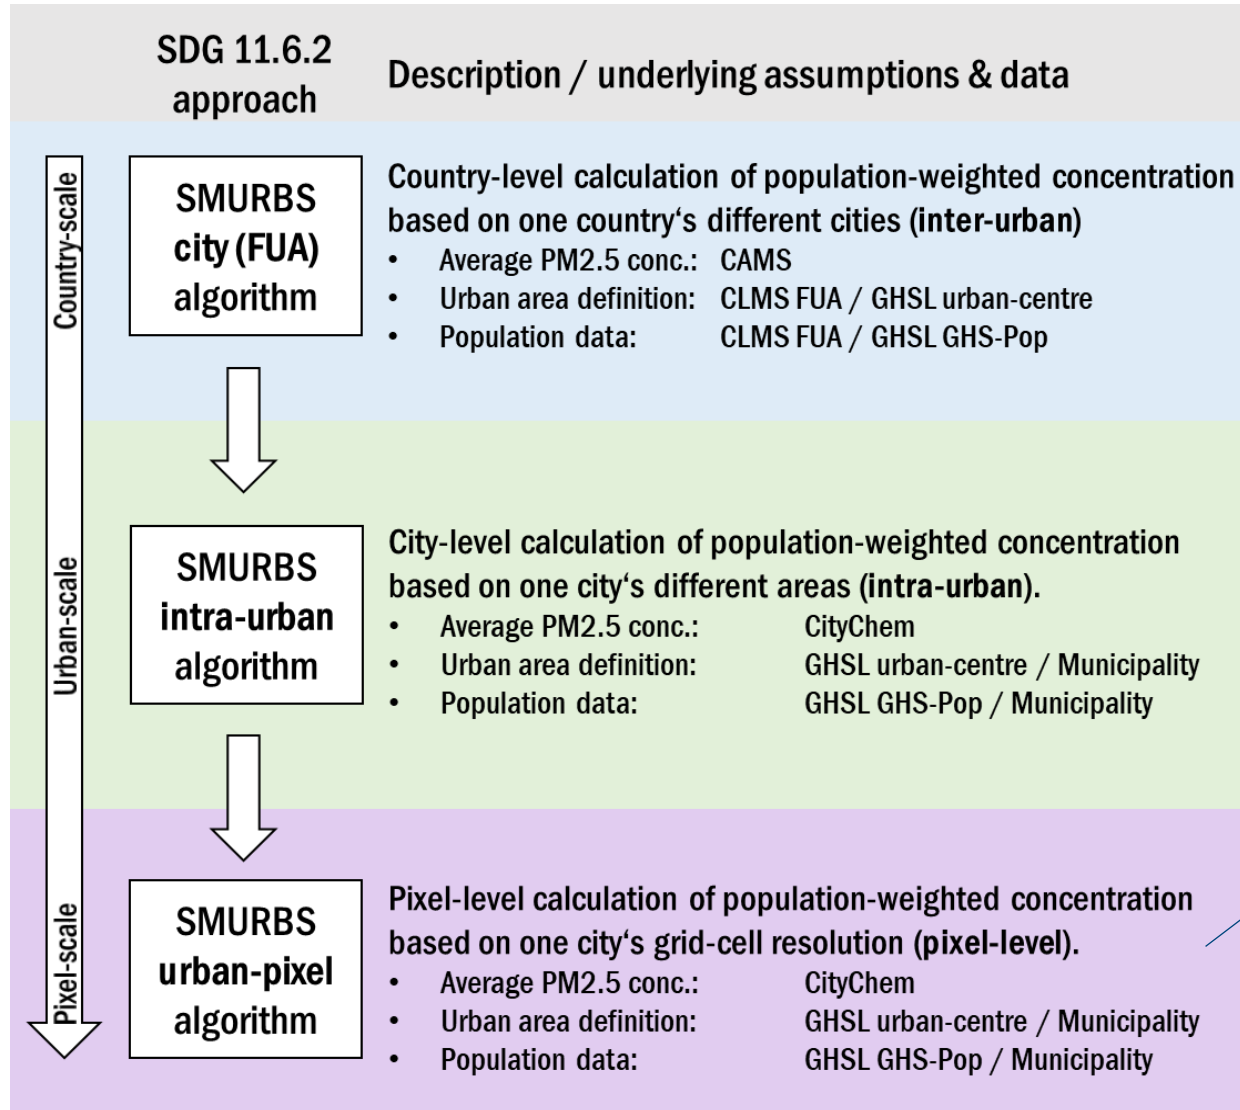 SDG 11.6.2
approach
Description / underlying assumptions & data
Country-scale
SMURBS
city (FUA)
algorithm
Country-level calculation of population-weighted concentration
based on one country‘s different cities (inter-urban)
• Average PM2.5 conc.: CAMS
• Urban area definition: CLMS FUA / GHSL urban-centre
• Population data: CLMS FUA / GHSL GHS-Pop
Urban-scale
SMURBS
intra-urban
algorithm
City-level calculation of population-weighted concentration
based on one city‘s different areas (intra-urban).
• Average PM2.5 conc.: CityChem
• Urban area definition: GHSL urban-centre / Municipality
• Population data: GHSL GHS-Pop / Municipality
Pixel-scale
SMURBS
urban-pixel
algorithm
Pixel-level calculation of population-weighted concentration
based on one city‘s grid-cell resolution (pixel-level).
• Average PM2.5 conc.: CityChem
• Urban area definition: GHSL urban-centre / Municipality
• Population data: GHSL GHS-Pop / Municipality